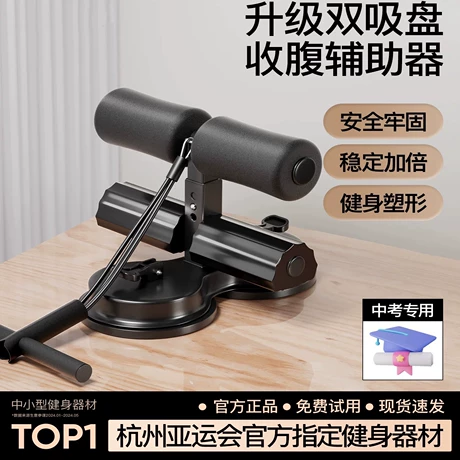 升级双吸盘
收腹辅助器
安全牢固
稳定加倍
健身塑形
中考专用
中小型健身器材
• 官方正品 • 免费试用 • 现货速发
TOP1
杭州亚运会官方指定健身器材